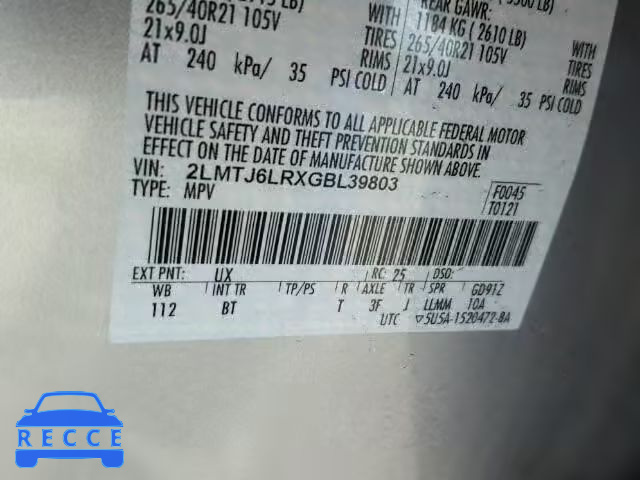 265/40R21 105V
21x9.0J
AT 240 kPa/ 35 PSI COLD
REAR GAWR:
WITH 1184 KG ( 2610 LB)
TIRES 265/40R21 105V
RIMS 21x9.0J
AT 240 kPa/ 35 PSI COLD
THIS VEHICLE CONFORMS TO ALL APPLICABLE FEDERAL MOTOR
VEHICLE SAFETY AND THEFT PREVENTION STANDARDS IN
EFFECT ON THE DATE OF MANUFACTURE SHOWN ABOVE.
VIN: 2LMTJ6LRXGBL39803
TYPE: MPV
F0045
T0121
EXT PNT: UX RC: 25 DSO:
WB INT TR TP/PS R AXLE TR SPR GD91Z
112 BT T 3F J LLMM 10A
UTC ▽5U5A-1520472-BA
RECCE